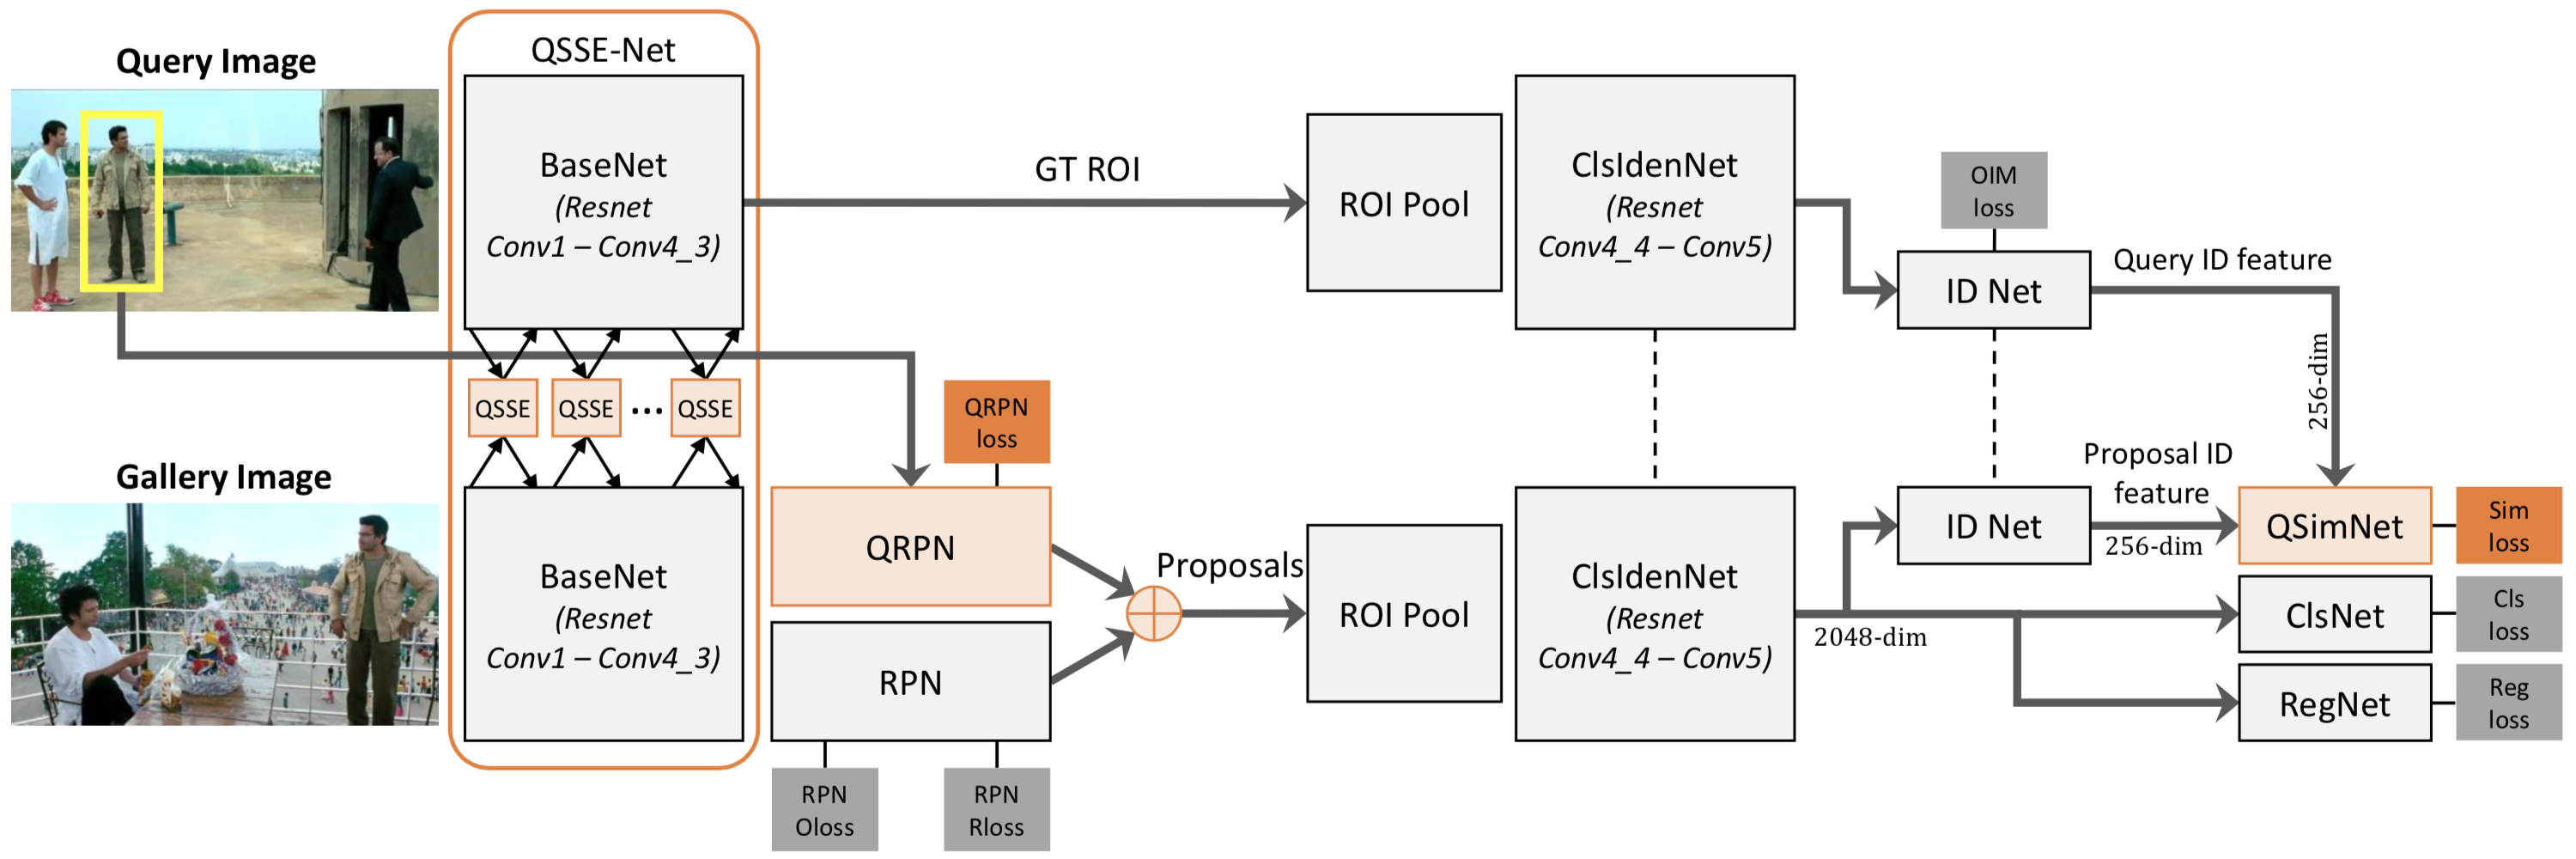 Query Image
QSSE-Net
BaseNet
(Resnet
Conv1 – Conv4_3)
GT ROI
ROI Pool
ClsIdenNet
(Resnet
Conv4_4 – Conv5)
OIM
loss
ID Net
Query ID feature
256-dim
QSSE
QSSE
...
QSSE
Gallery Image
BaseNet
(Resnet
Conv1 – Conv4_3)
QRPN
loss
QRPN
RPN
RPN
Oloss
RPN
Rloss
Proposals
ROI Pool
ClsIdenNet
(Resnet
Conv4_4 – Conv5)
2048-dim
ID Net
Proposal ID
feature
256-dim
QSimNet
Sim
loss
ClsNet
Cls
loss
RegNet
Reg
loss